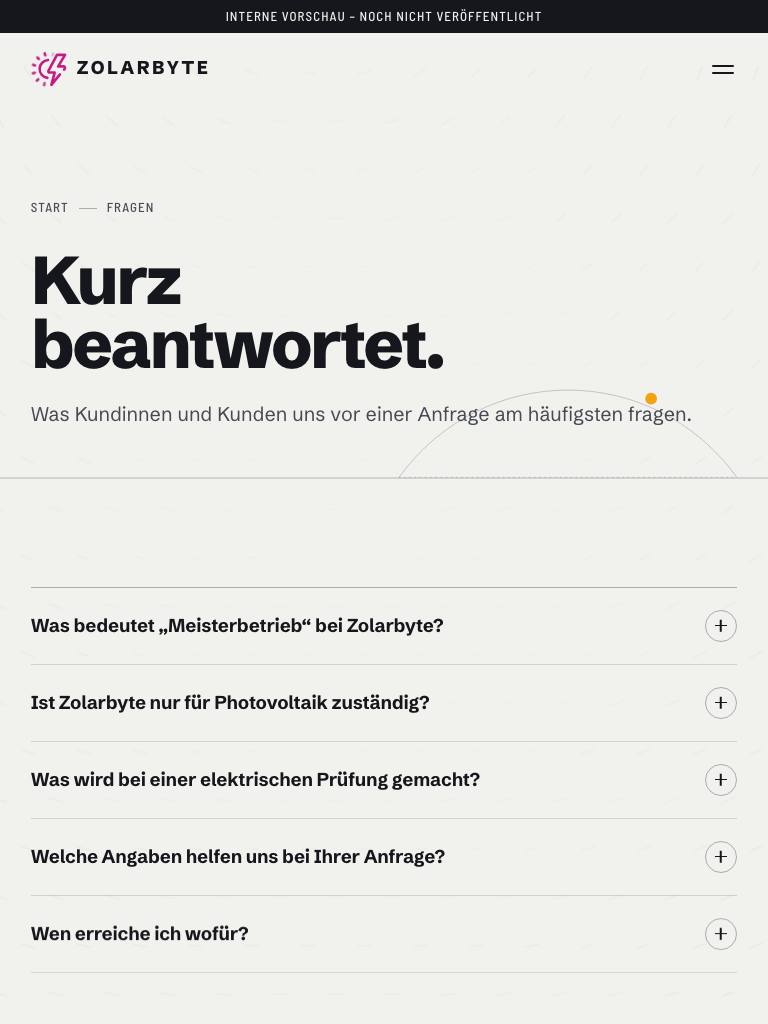 INTERNE VORSCHAU – NOCH NICHT VERÖFFENTLICHT
ZOLARBYTE
START — FRAGEN
Kurz
beantwortet.
Was Kundinnen und Kunden uns vor einer Anfrage am häufigsten fragen.
Was bedeutet „Meisterbetrieb“ bei Zolarbyte?
Ist Zolarbyte nur für Photovoltaik zuständig?
Was wird bei einer elektrischen Prüfung gemacht?
Welche Angaben helfen uns bei Ihrer Anfrage?
Wen erreiche ich wofür?